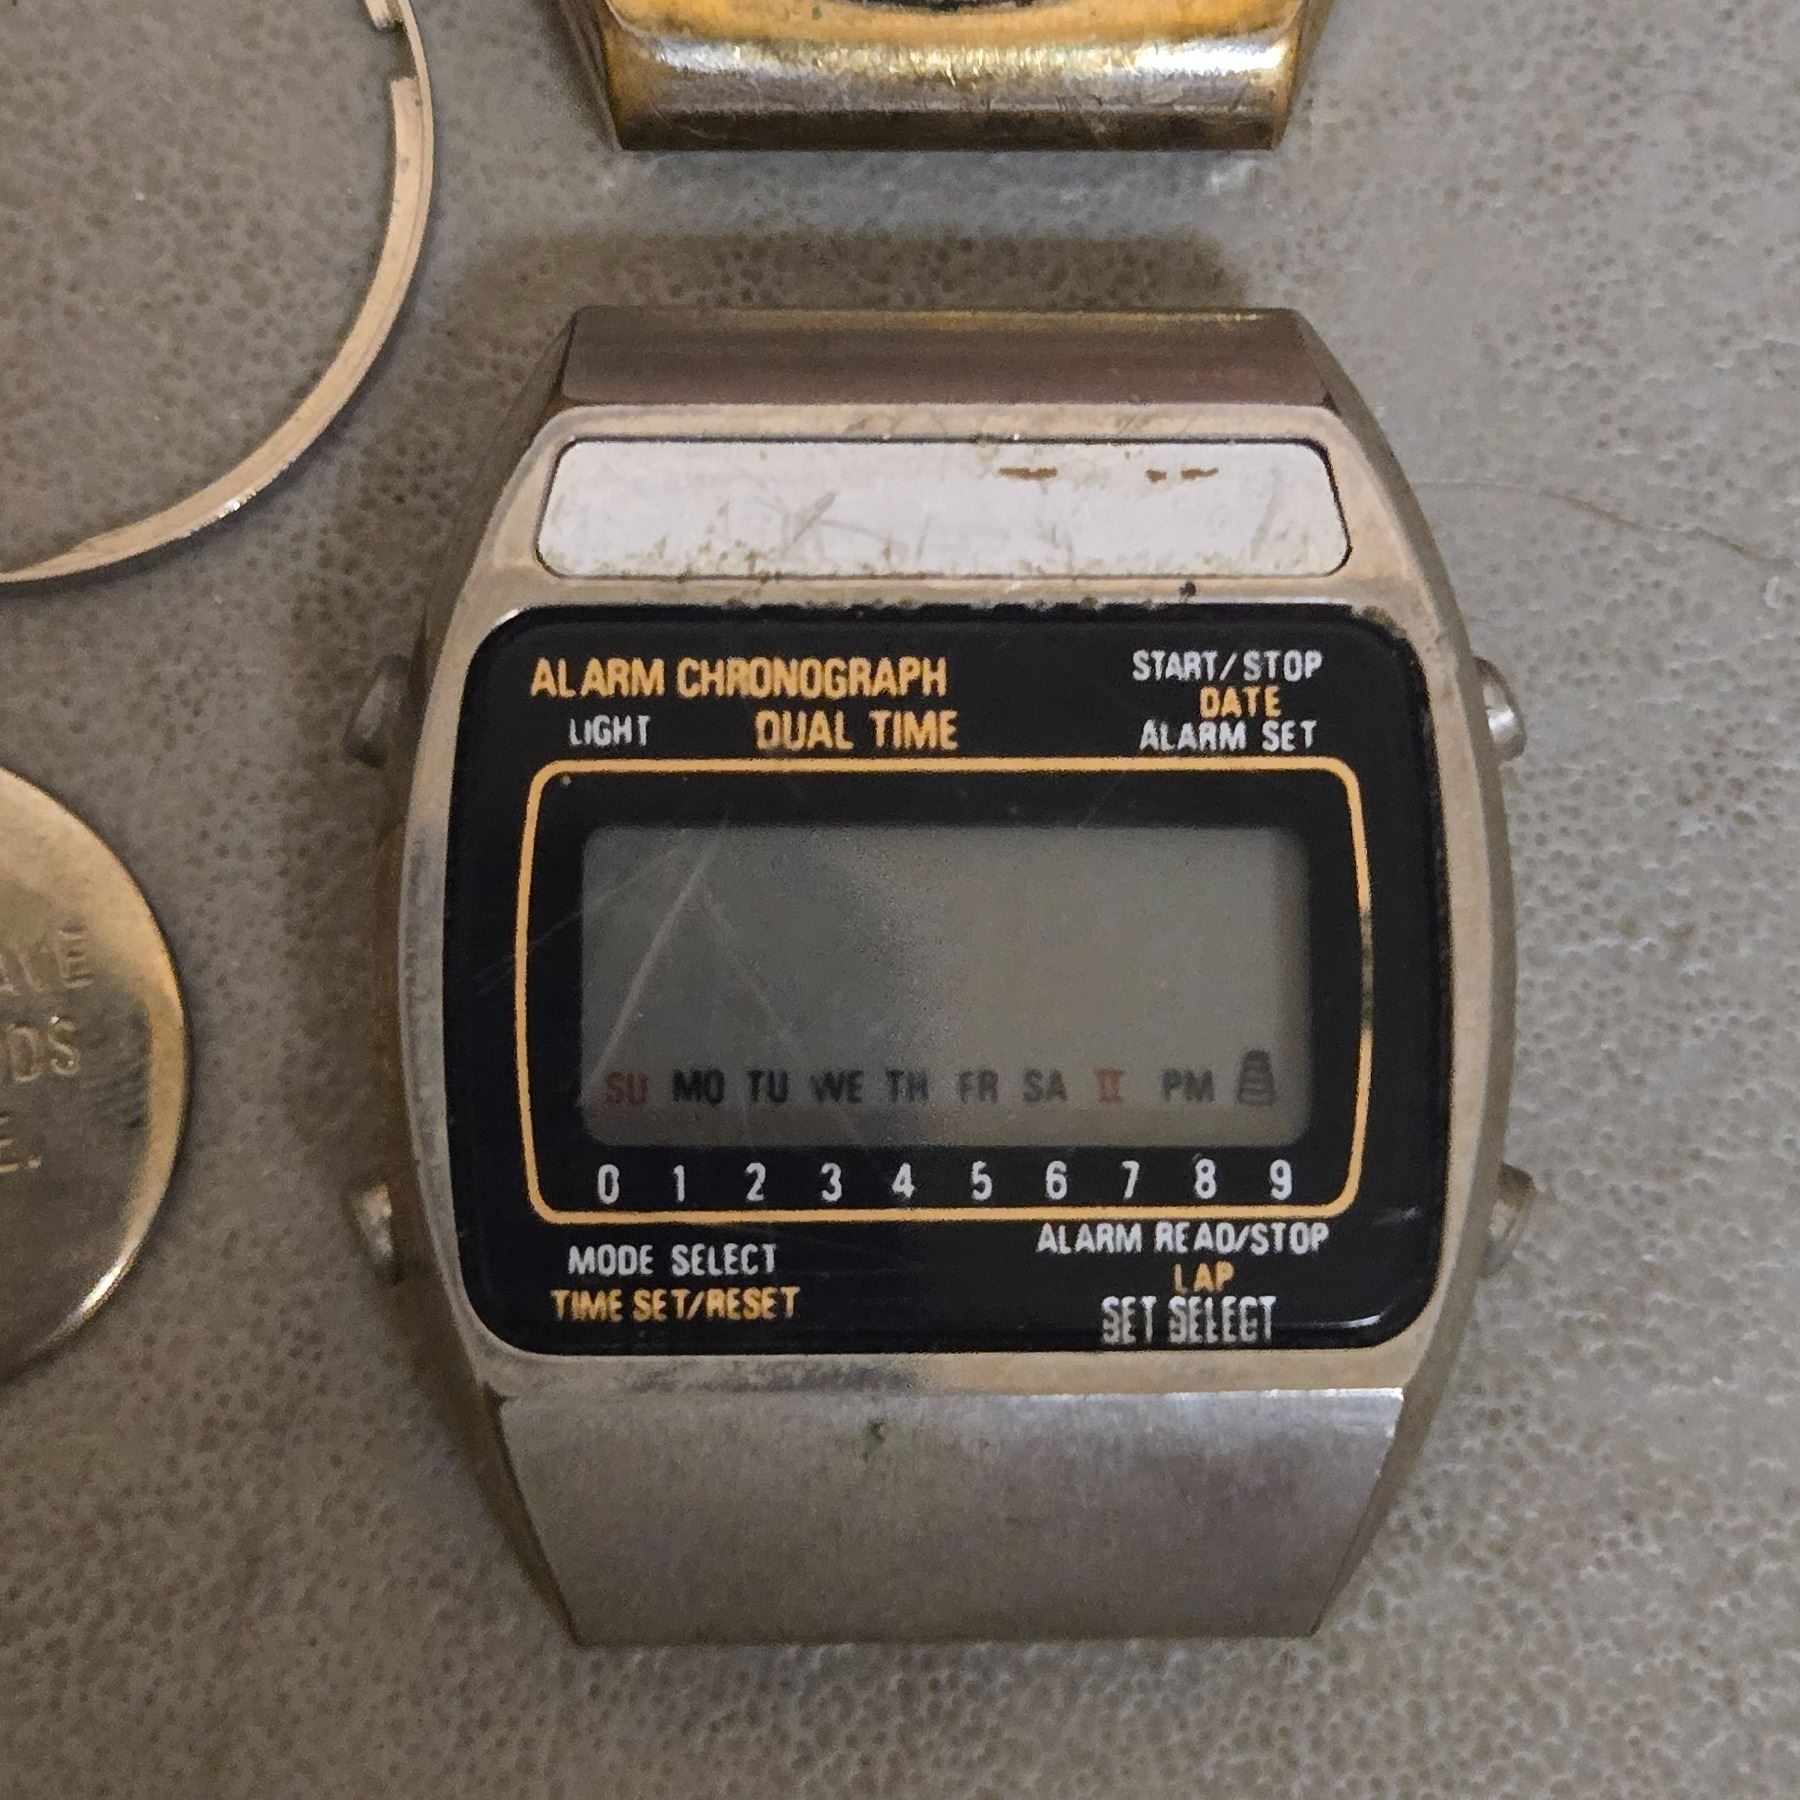 ALARM CHRONOGRAPH
DUAL TIME
LIGHT
START/STOP
DATE
ALARM SET
SU MO TU WE TH FR SA II PM
0 1 2 3 4 5 6 7 8 9
MODE SELECT
TIME SET/RESET
ALARM READ/STOP
LAP
SET SELECT